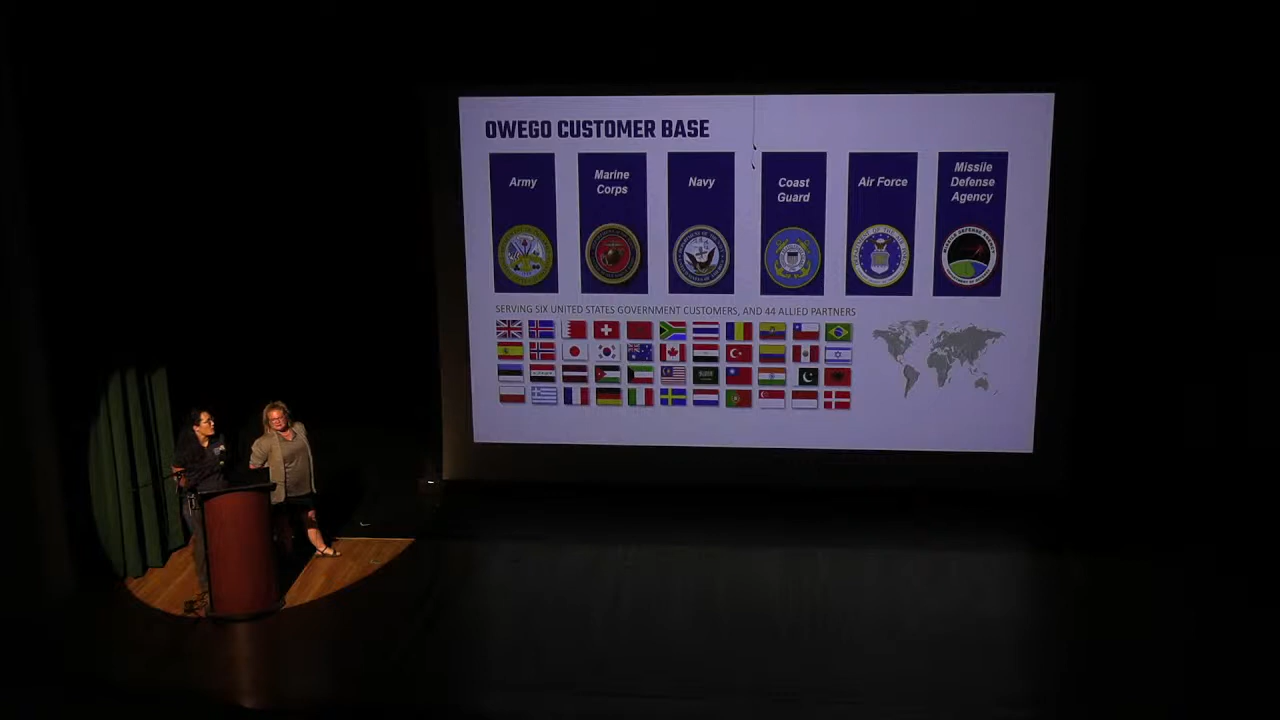 OWEGO CUSTOMER BASE
Army
Marine
Corps
Navy
Coast
Guard
Air Force
Missile
Defense
Agency
SERVING SIX UNITED STATES GOVERNMENT CUSTOMERS, AND 44 ALLIED PARTNERS